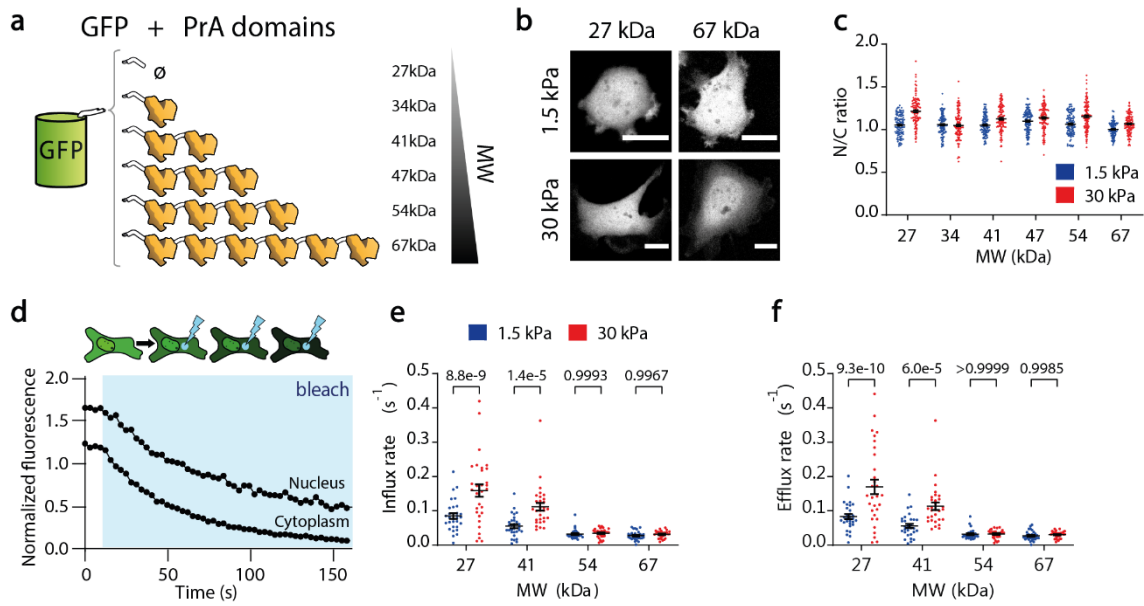 a
GFP + PrA domains
GFP
ø
27kDa
34kDa
41kDa
47kDa
54kDa
67kDa
MW
b
27 kDa 67 kDa
1.5 kPa
30 kPa
c
N/C ratio
2.0
1.5
1.0
0.5
0.0
1.5 kPa
30 kPa
27 34 41 47 54 67
MW (kDa)
d
bleach
Normalized fluorescence
2.0
1.5
1.0
0.5
0.0
Nucleus
Cytoplasm
0 50 100 150
Time (s)
e
1.5 kPa 30 kPa
8.8e-9 1.4e-5 0.9993 0.9967
Influx rate (s⁻¹)
0.5
0.4
0.3
0.2
0.1
0.0
27 41 54 67
MW (kDa)
f
9.3e-10 6.0e-5 >0.9999 0.9985
Efflux rate (s⁻¹)
0.5
0.4
0.3
0.2
0.1
0.0
27 41 54 67
MW (kDa)